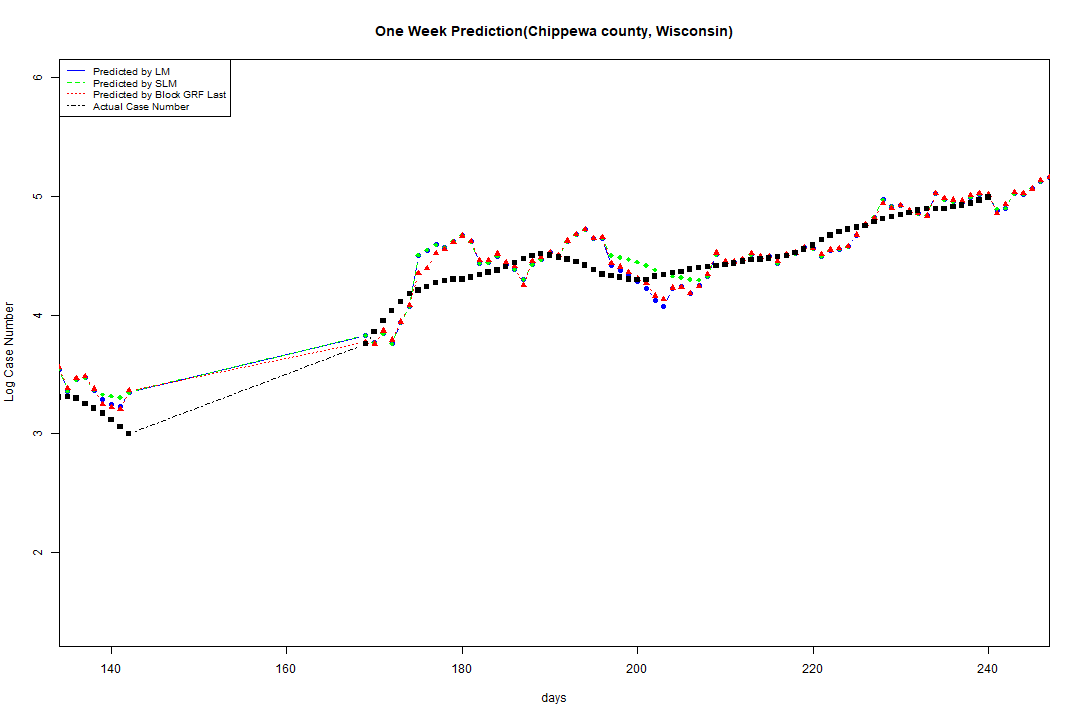 One Week Prediction(Chippewa county, Wisconsin)
Predicted by LM
Predicted by SLM
Predicted by Block GRF Last
Actual Case Number
6
5
4
3
2
Log Case Number
140 160 180 200 220 240
days